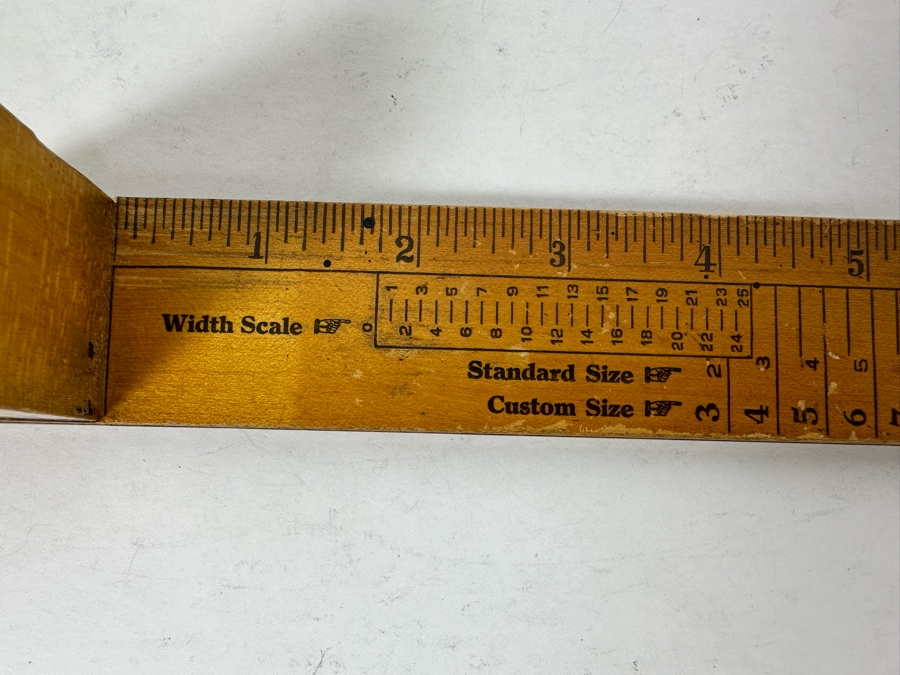 1 2 3 4 5
1 3 5 7 9 11 13 15 17 19 21 23 25
Width Scale 0
2 4 6 8 10 12 14 16 18 20 22 24
Standard Size 2 3 4 5
Custom Size 3 4 5 6 7